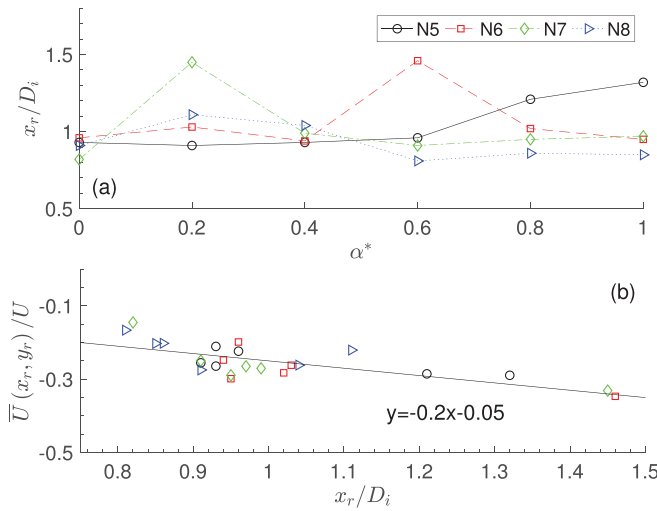 N5 N6 N7 N8
1.5
1
0.5
x_r/D_i
(a)
0 0.2 0.4 0.6 0.8 1
α*
(b)
-0.1
-0.3
-0.5
U̅(x_r, y_r)/U
y=-0.2x-0.05
0.8 0.9 1 1.1 1.2 1.3 1.4 1.5
x_r/D_i